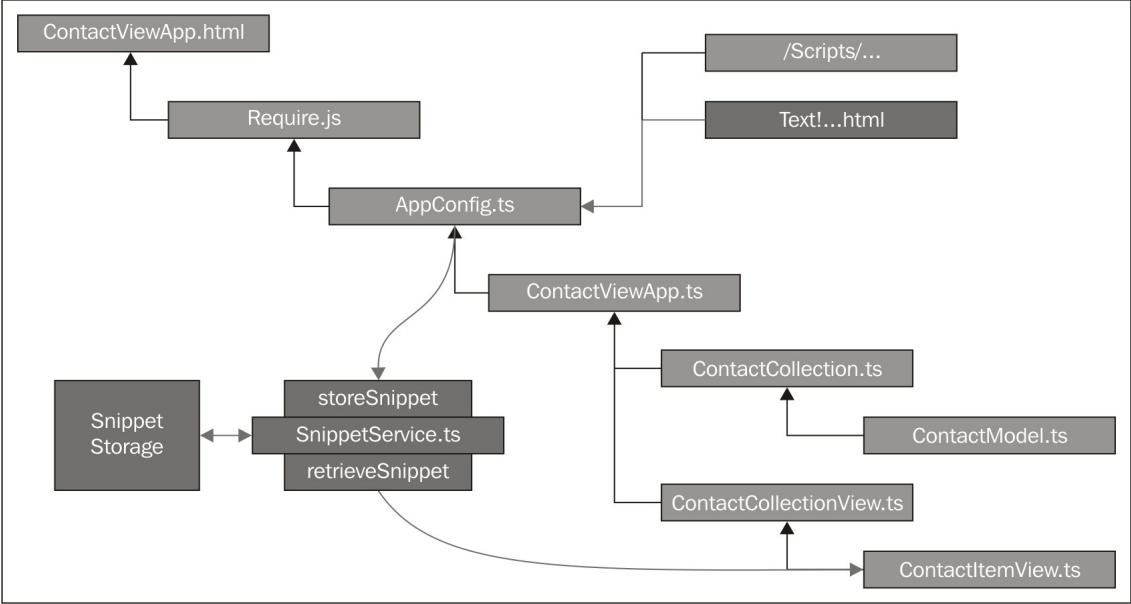 ContactViewApp.html
/Scripts/...
Require.js
Text!...html
AppConfig.ts
ContactViewApp.ts
ContactCollection.ts
storeSnippet
Snippet
Storage
SnippetService.ts
ContactModel.ts
retrieveSnippet
ContactCollectionView.ts
ContactItemView.ts